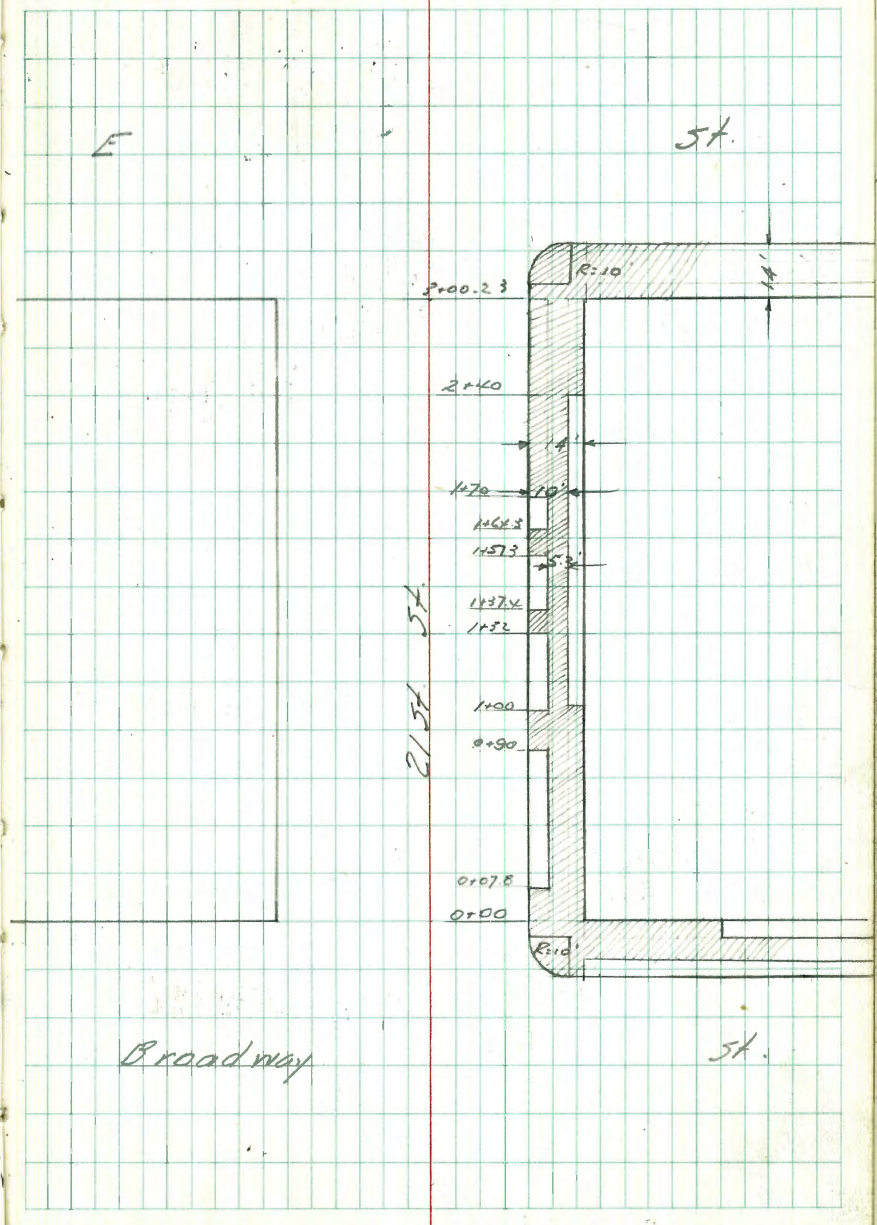 E St.
R=10'
14'
3+00.23
2+40
14'
1+70 10'
1+64.3
1+57.3
5.3'
1+37.4
1+32
21 St. St.
1+00
0+90
0+07.8
0+00
R=10'
Broadway St.